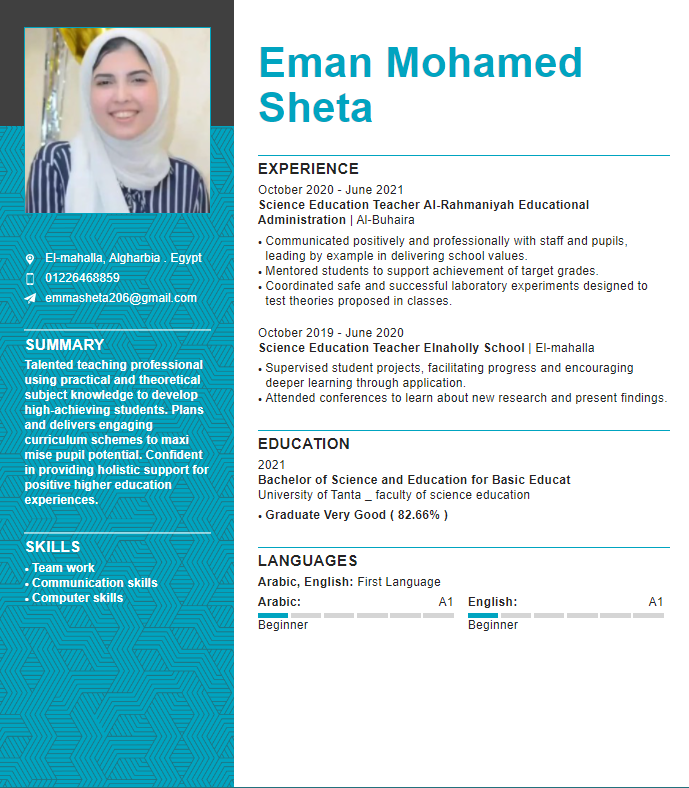 Eman Mohamed
Sheta
El-mahalla, Algharbia . Egypt
01226468859
emmasheta206@gmail.com
SUMMARY
Talented teaching professional
using practical and theoretical
subject knowledge to develop
high-achieving students. Plans
and delivers engaging
curriculum schemes to maxi
mise pupil potential. Confident
in providing holistic support for
positive higher education
experiences.
SKILLS
• Team work
• Communication skills
• Computer skills
EXPERIENCE
October 2020 - June 2021
Science Education Teacher Al-Rahmaniyah Educational
Administration | Al-Buhaira
• Communicated positively and professionally with staff and pupils,
leading by example in delivering school values.
• Mentored students to support achievement of target grades.
• Coordinated safe and successful laboratory experiments designed to
test theories proposed in classes.
October 2019 - June 2020
Science Education Teacher Elnaholly School | El-mahalla
• Supervised student projects, facilitating progress and encouraging
deeper learning through application.
• Attended conferences to learn about new research and present findings.
EDUCATION
2021
Bachelor of Science and Education for Basic Educat
University of Tanta _ faculty of science education
• Graduate Very Good ( 82.66% )
LANGUAGES
Arabic, English: First Language
Arabic: A1 English: A1
Beginner Beginner